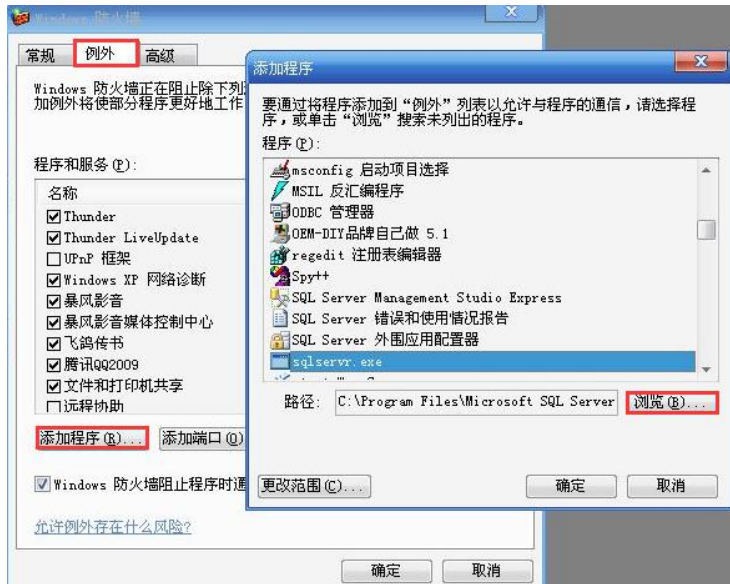 Windows 防火墙
常规
例外
高级
Windows 防火墙正在阻止除下列
加例外将使部分程序更好地工作
程序和服务(P):
名称
Thunder
Thunder LiveUpdate
UPnP 框架
Windows XP 网络诊断
暴风影音
暴风影音媒体控制中心
飞鸽传书
腾讯QQ2009
文件和打印机共享
远程协助
添加程序(R)...
添加端口(O)
Windows 防火墙阻止程序时通
允许例外存在什么风险?
确定
取消
添加程序
要通过将程序添加到“例外”列表以允许与程序的通信，请选择程
序，或单击“浏览”搜索未列出的程序。
程序(P):
msconfig 启动项目选择
MSIL 反汇编程序
ODBC 管理器
OEM-DIY品牌自己做 5.1
regedit 注册表编辑器
Spy++
SQL Server Management Studio Express
SQL Server 错误和使用情况报告
SQL Server 外围应用配置器
sqlservr.exe
路径:
C:\Program Files\Microsoft SQL Server
浏览(B)...
更改范围(C)...
确定
取消